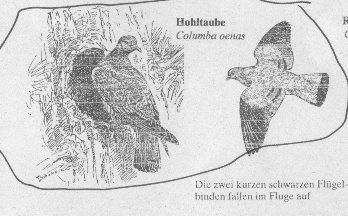 Hohltaube
Columba oenas
R
Die zwei kurzen schwarzen Flügel-
binden fallen im Fluge auf